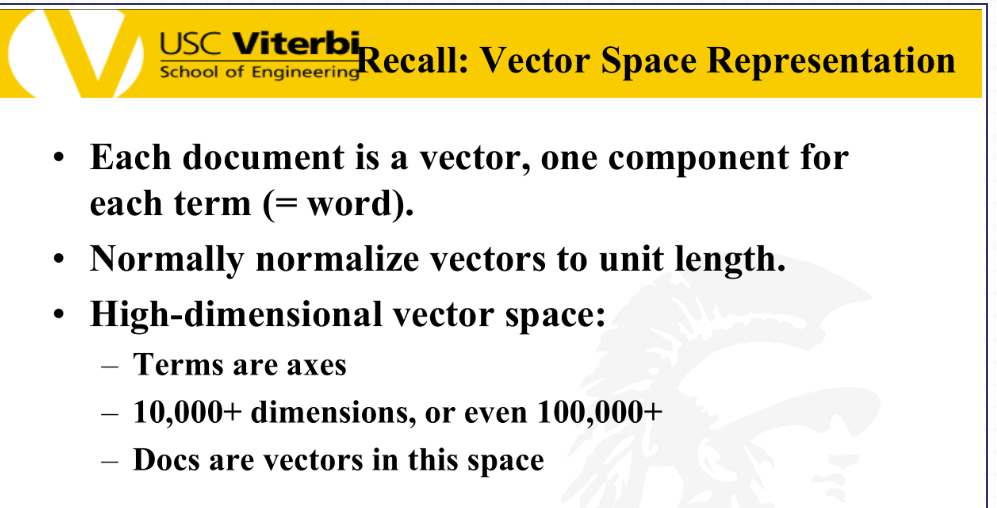 USC Viterbi
School of Engineering
Recall: Vector Space Representation
• Each document is a vector, one component for
each term (= word).
• Normally normalize vectors to unit length.
• High-dimensional vector space:
– Terms are axes
– 10,000+ dimensions, or even 100,000+
– Docs are vectors in this space